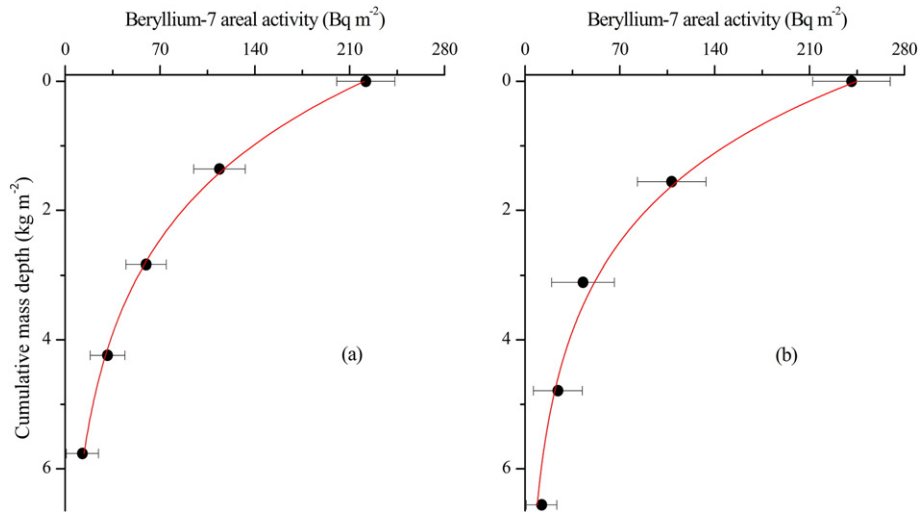 Beryllium-7 areal activity (Bq m-2)
Beryllium-7 areal activity (Bq m-2)
0 70 140 210 280
0 70 140 210 280
0
2
4
6
0
2
4
6
Cumulative mass depth (kg m-2)
(a)
(b)